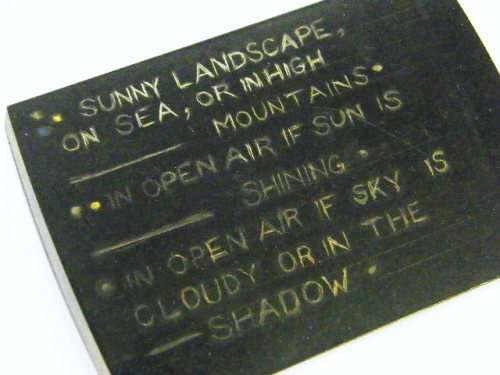 SUNNY LANDSCAPE,
ON SEA, OR IN HIGH
MOUNTAINS.
IN OPEN AIR IF SUN IS
SHINING.
IN OPEN AIR IF SKY IS
CLOUDY OR IN THE
SHADOW.